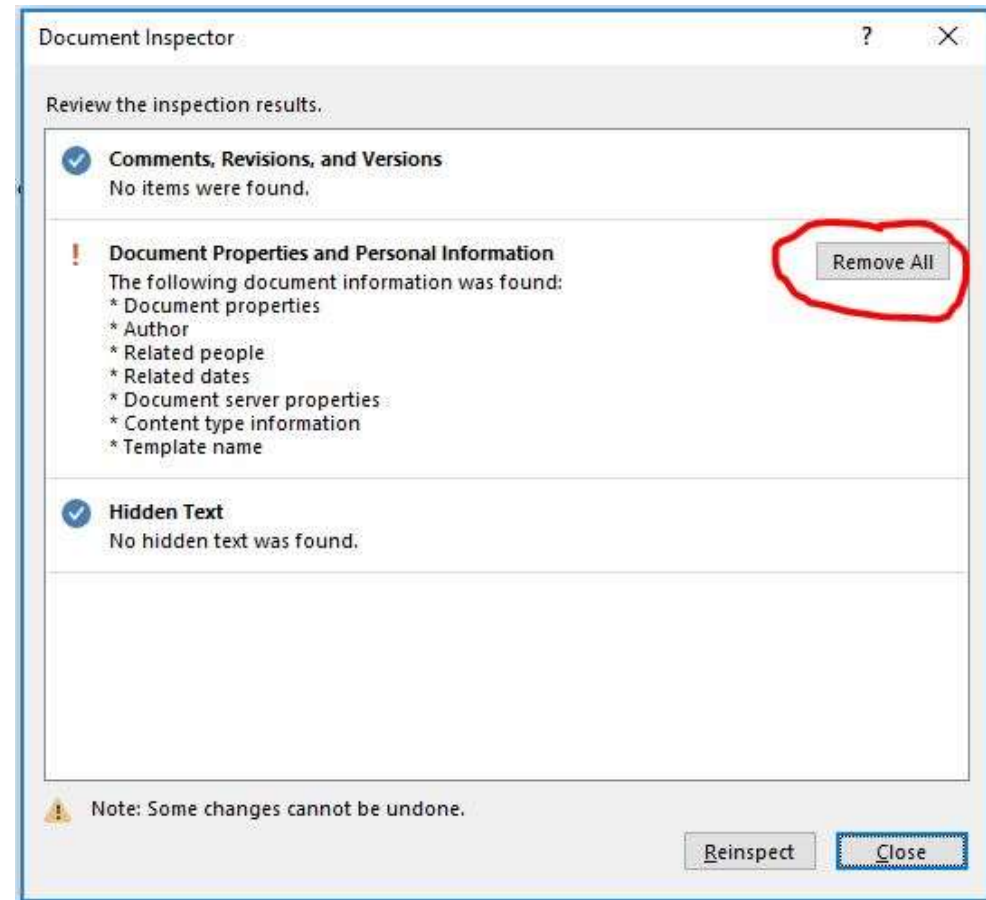 Document Inspector
?
Review the inspection results.
Comments, Revisions, and Versions
No items were found.
! Document Properties and Personal Information
Remove All
The following document information was found:
* Document properties
* Author
* Related people
* Related dates
* Document server properties
* Content type information
* Template name
Hidden Text
No hidden text was found.
Note: Some changes cannot be undone.
Reinspect Close